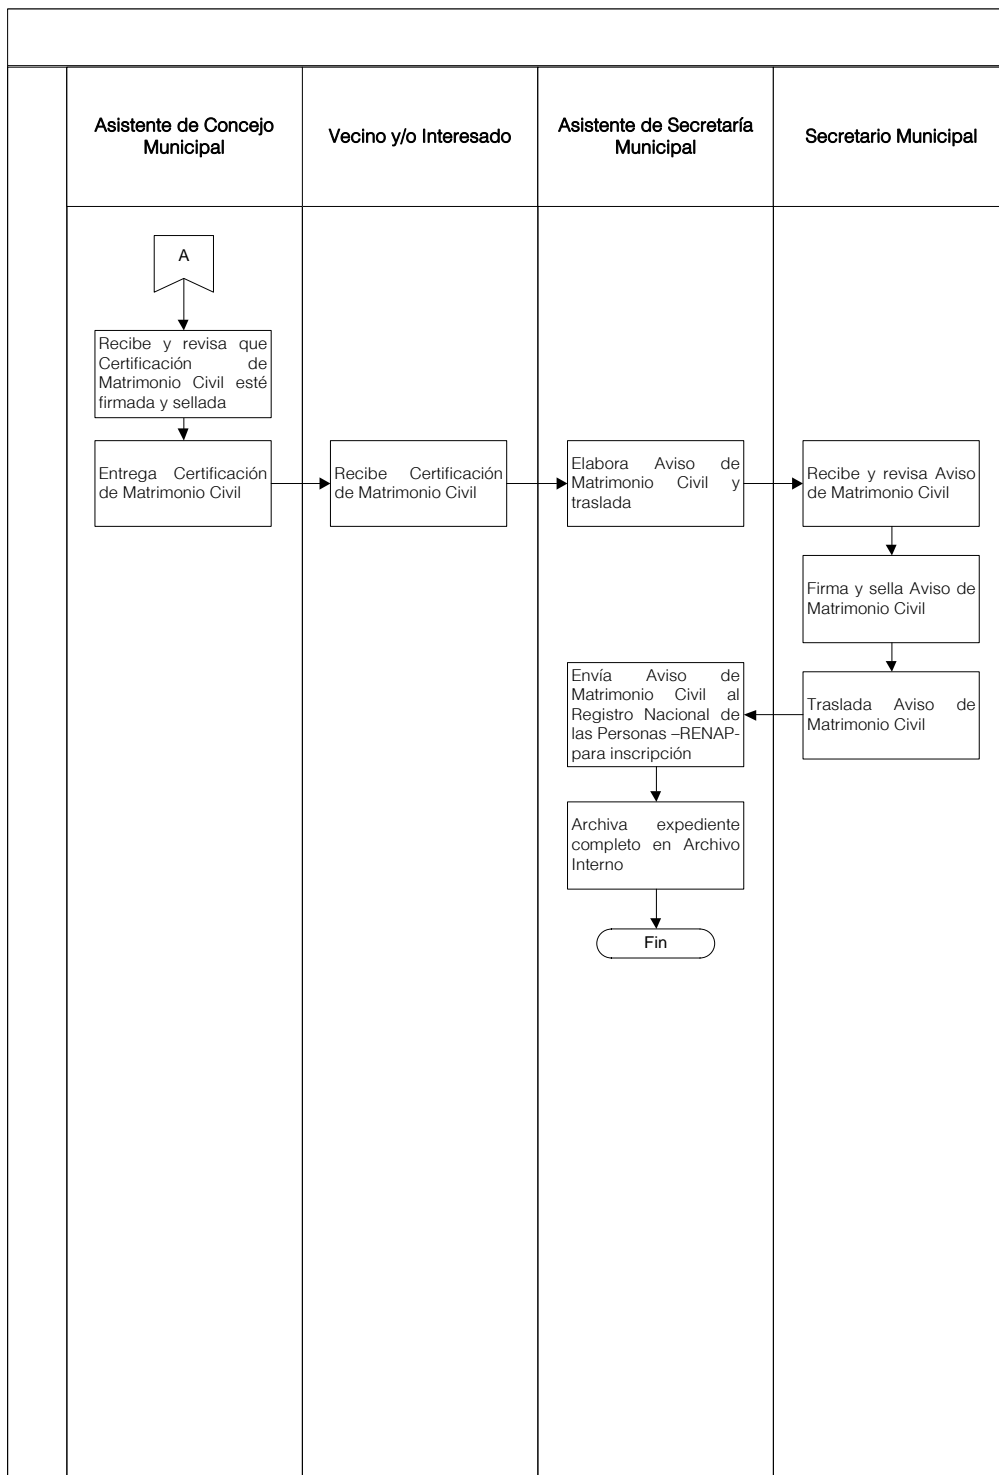 Asistente de Concejo
Municipal
Vecino y/o Interesado
Asistente de Secretaría
Municipal
Secretario Municipal
A
Recibe y revisa que
Certificación de
Matrimonio Civil esté
firmada y sellada
Entrega Certificación
de Matrimonio Civil
Recibe Certificación
de Matrimonio Civil
Elabora Aviso de
Matrimonio Civil y
traslada
Recibe y revisa Aviso
de Matrimonio Civil
Firma y sella Aviso de
Matrimonio Civil
Traslada Aviso de
Matrimonio Civil
Envía Aviso de
Matrimonio Civil al
Registro Nacional de
las Personas –RENAP-
para inscripción
Archiva expediente
completo en Archivo
Interno
Fin